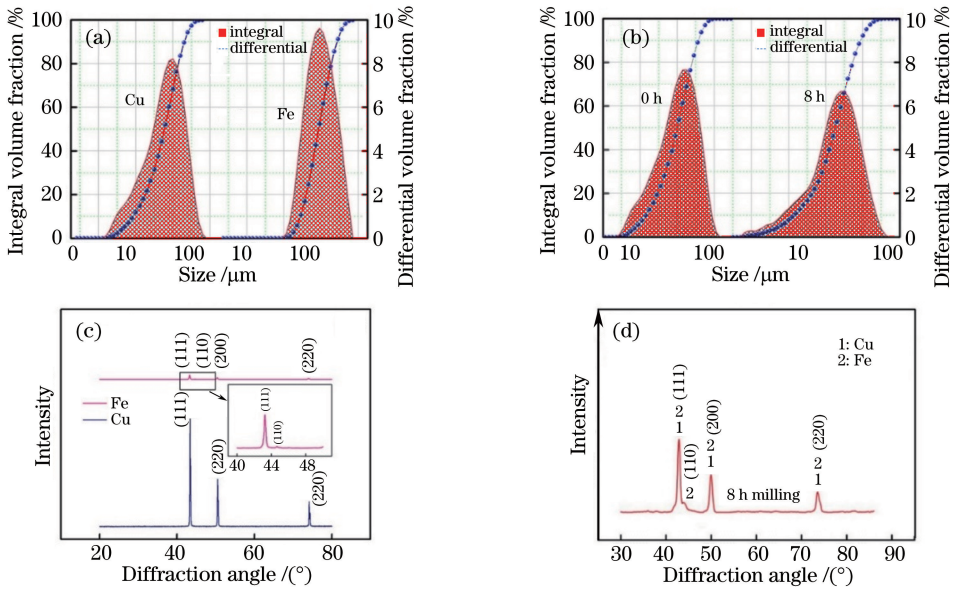 (a)
integral
differential
Cu
Fe
Integral volume fraction /%
100
80
60
40
20
0
Differential volume fraction /%
10
8
6
4
2
0
0 10 100 10 100
Size /μm
(b)
integral
differential
0 h
8 h
Integral volume fraction /%
100
80
60
40
20
0
Differential volume fraction /%
10
8
6
4
2
0
0 10 100 10 100
Size /μm
(c)
(111)
(110)
(200)
(220)
Fe
Cu
(111)
(220)
(220)
(111)
(110)
40 44 48
Intensity
20 40 60 80
Diffraction angle /(°)
(d)
1: Cu
2: Fe
(111)
2
1
(110)
2
(200)
2
1
(220)
2
1
8 h milling
Intensity
30 40 50 60 70 80 90
Diffraction angle /(°)